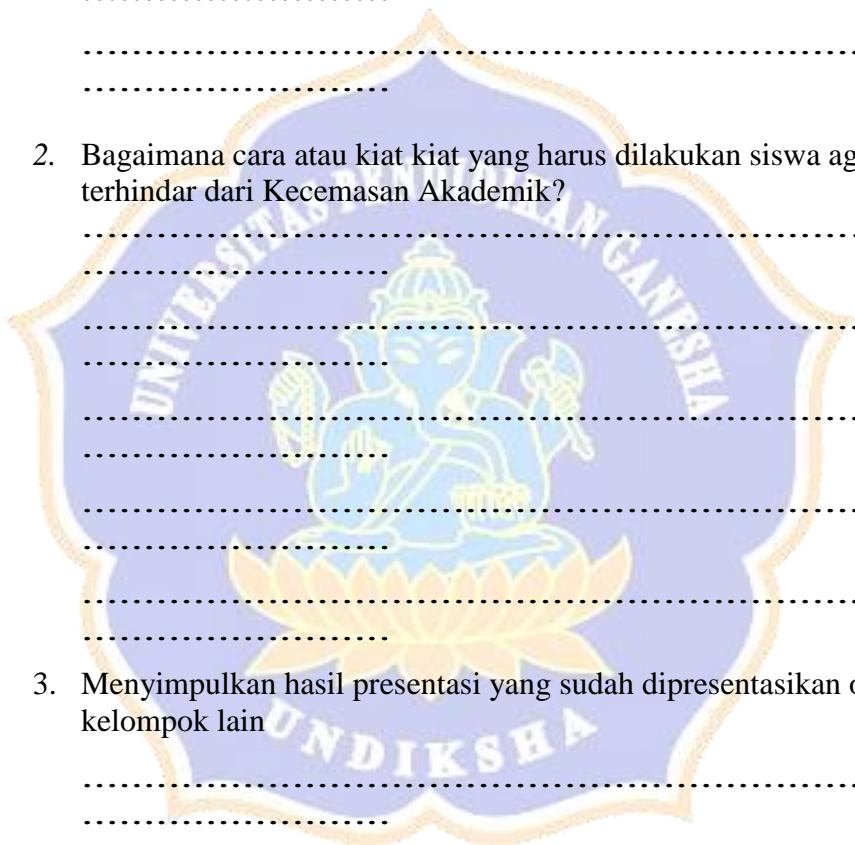 ........................
..................................................................
........................
2. Bagaimana cara atau kiat kiat yang harus dilakukan siswa ag
terhindar dari Kecemasan Akademik?
..................................................................
........................
..................................................................
........................
..................................................................
........................
..................................................................
........................
..................................................................
........................
UNIVERSITAS PENDIDIKAN GANESHA
3. Menyimpulkan hasil presentasi yang sudah dipresentasikan o
kelompok lain
UNDIKSHA
..................................................................
........................